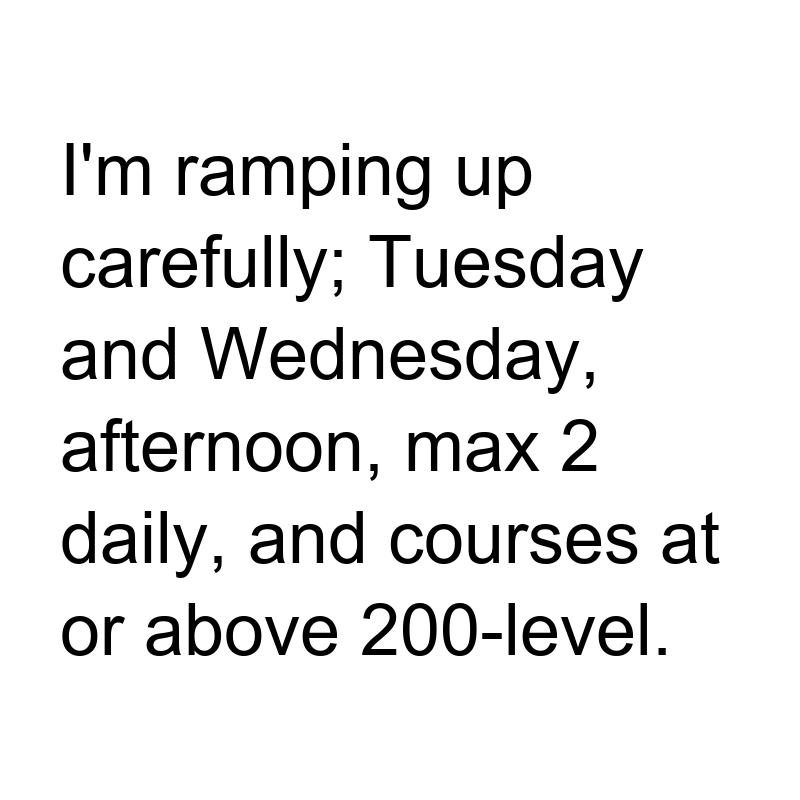 I'm ramping up
carefully; Tuesday
and Wednesday,
afternoon, max 2
daily, and courses at
or above 200-level.